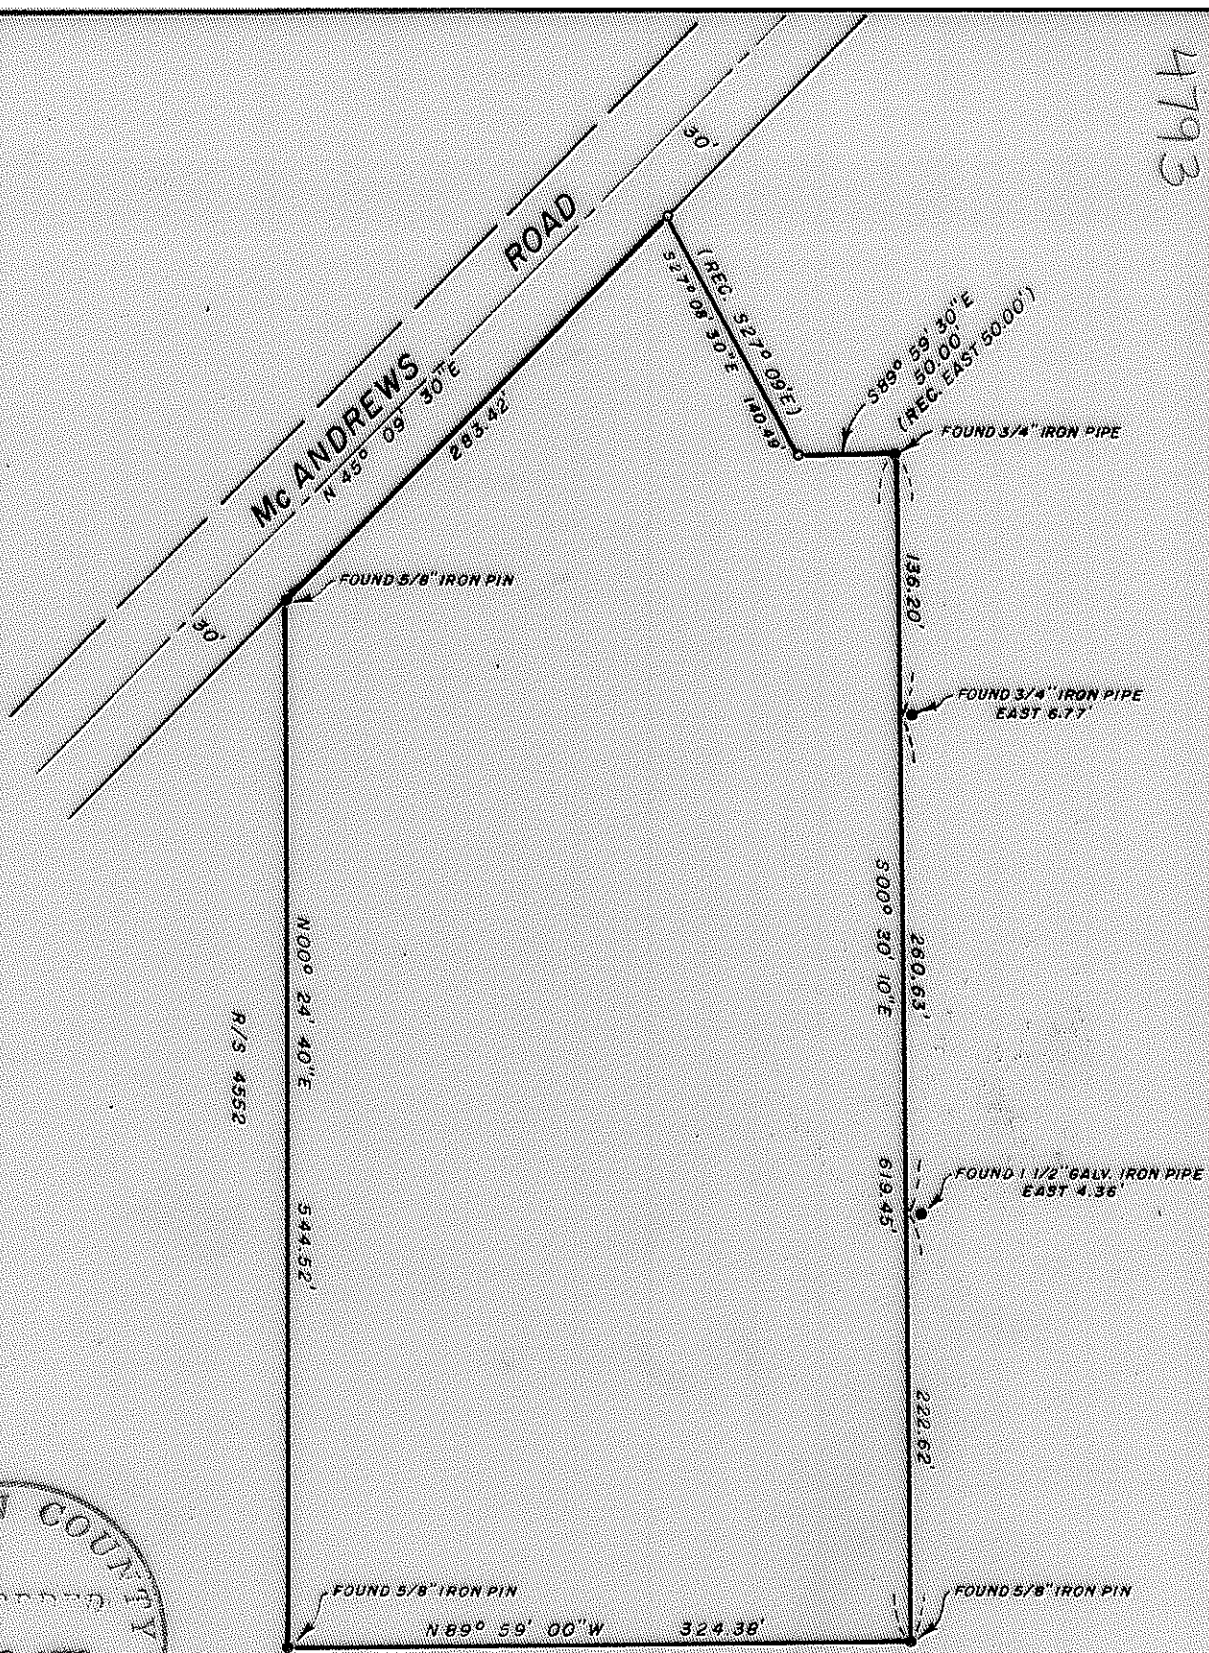 4793
30'
ROAD
McANDREWS
N 45° 09' 30"E
283.42'
30'
(REC. S27° 09'E)
S27° 08' 30"E
140.49'
S89° 59' 30"E
50.00'
(REC. EAST 50.00')
FOUND 3/4" IRON PIPE
FOUND 5/8" IRON PIN
136.20'
FOUND 3/4" IRON PIPE
EAST 6.77'
S00° 30' 10"E
260.63'
N00° 24' 40"E
R/S 4552
619.45'
FOUND 1 1/2" GALV. IRON PIPE
EAST 4.36'
544.52'
222.62'
COUNTY
FOUND 5/8" IRON PIN
FOUND 5/8" IRON PIN
N 89° 59' 00"W 324.38'